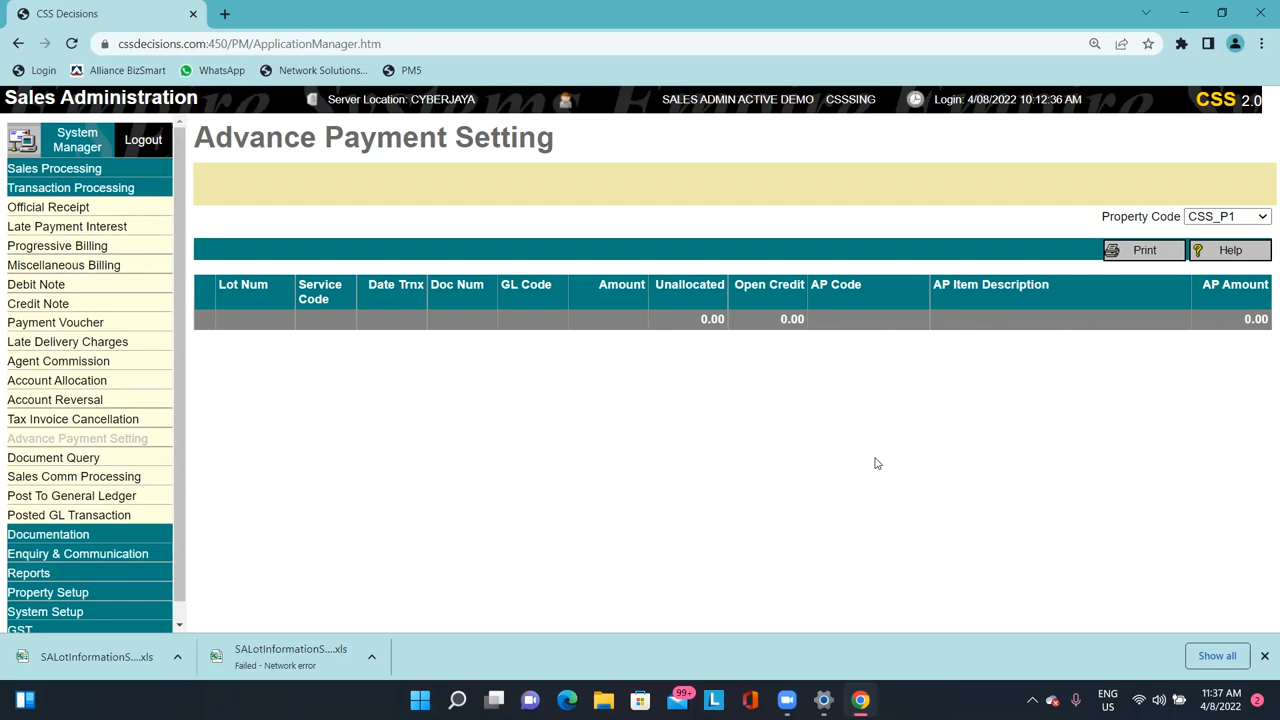 CSS Decisions
cssdecisions.com:450/PM/ApplicationManager.htm
Login
Alliance BizSmart
WhatsApp
Network Solutions...
PM5
Sales Administration
Server Location: CYBERJAYA
SALES ADMIN ACTIVE DEMO
CSSSING
Login: 4/08/2022 10:12:36 AM
CSS 2.0
System Manager
Logout
Advance Payment Setting
Sales Processing
Transaction Processing
Official Receipt
Late Payment Interest
Progressive Billing
Miscellaneous Billing
Debit Note
Credit Note
Payment Voucher
Late Delivery Charges
Agent Commission
Account Allocation
Account Reversal
Tax Invoice Cancellation
Advance Payment Setting
Document Query
Sales Comm Processing
Post To General Ledger
Posted GL Transaction
Documentation
Enquiry & Communication
Reports
Property Setup
System Setup
GST
Property Code CSS_P1
Print
Help
Lot Num Service Code Date Trnx Doc Num GL Code Amount Unallocated Open Credit AP Code AP Item Description AP Amount
0.00 0.00 0.00
SALotInformationS....xls
SALotInformationS....xls
Failed - Network error
Show all
99+
L
ENG
US
11:37 AM
4/8/2022
2